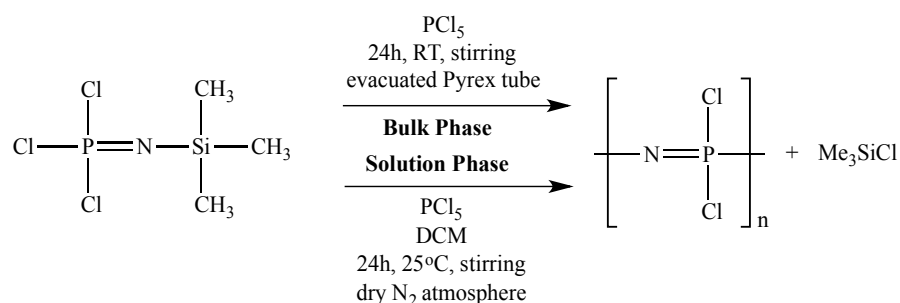 PCl5
24h, RT, stirring
evacuated Pyrex tube
Bulk Phase
Solution Phase
PCl5
DCM
24h, 25oC, stirring
dry N2 atmosphere
Cl
Cl
P
N
Si
CH3
CH3
CH3
Cl
N
P
Cl
Cl
n
+ Me3SiCl